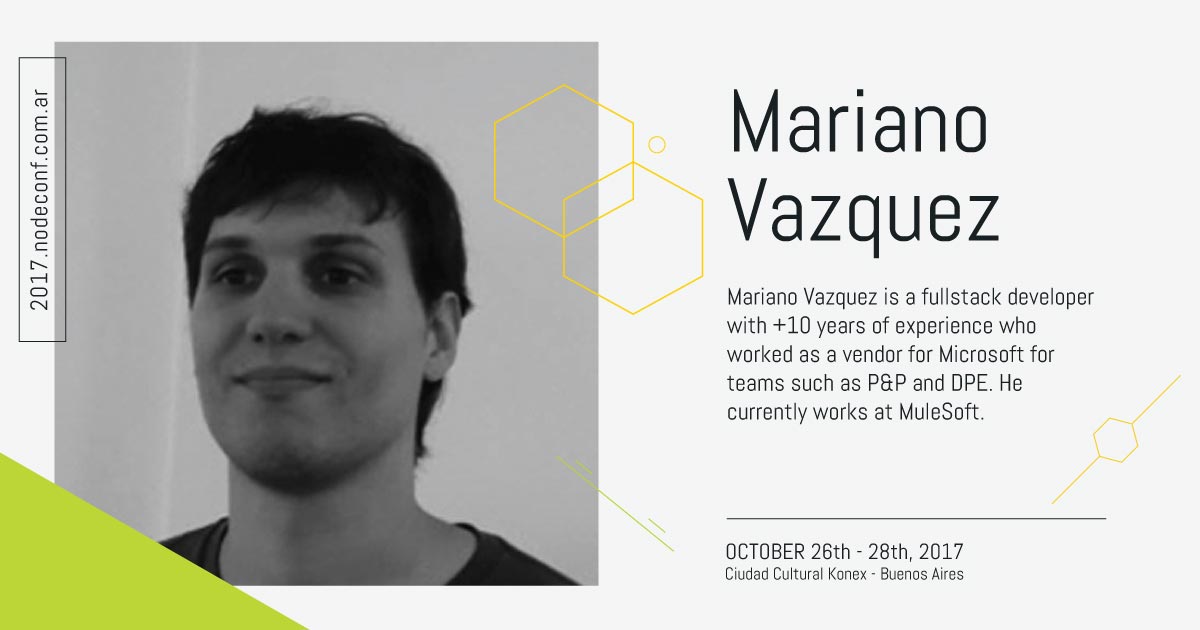 2017.nodeconf.com.ar
Mariano
Vazquez
Mariano Vazquez is a fullstack developer
with +10 years of experience who
worked as a vendor for Microsoft for
teams such as P&P and DPE. He
currently works at MuleSoft.
OCTOBER 26th - 28th, 2017
Ciudad Cultural Konex - Buenos Aires